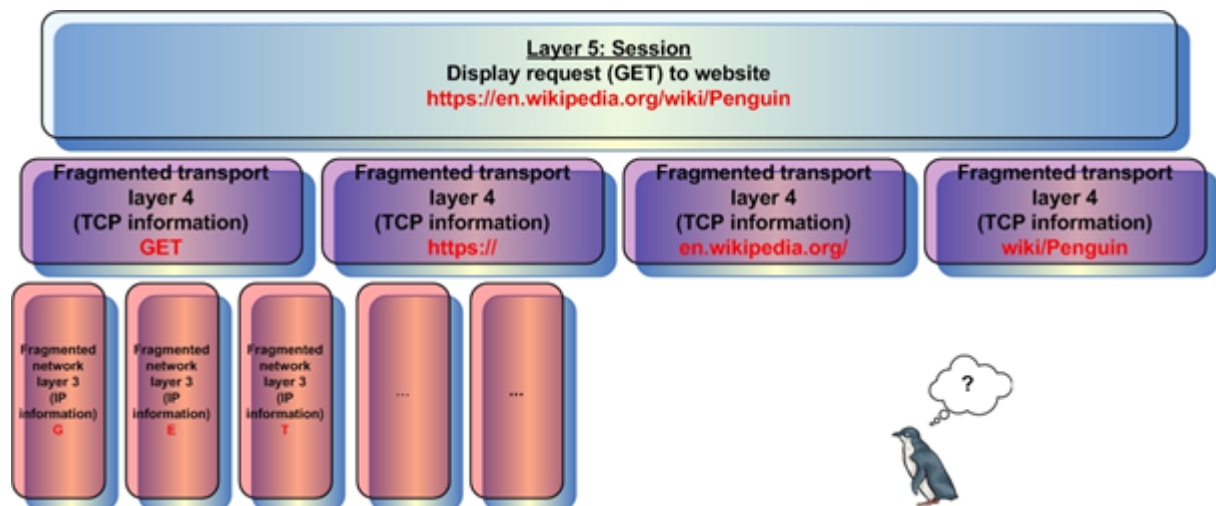 Layer 5: Session
Display request (GET) to website
https://en.wikipedia.org/wiki/Penguin
Fragmented transport
layer 4
(TCP information)
GET
Fragmented transport
layer 4
(TCP information)
https://
Fragmented transport
layer 4
(TCP information)
en.wikipedia.org/
Fragmented transport
layer 4
(TCP information)
wiki/Penguin
Fragmented
network
layer 3
(IP
information)
G
Fragmented
network
layer 3
(IP
information)
E
Fragmented
network
layer 3
(IP
information)
T
...
...
?